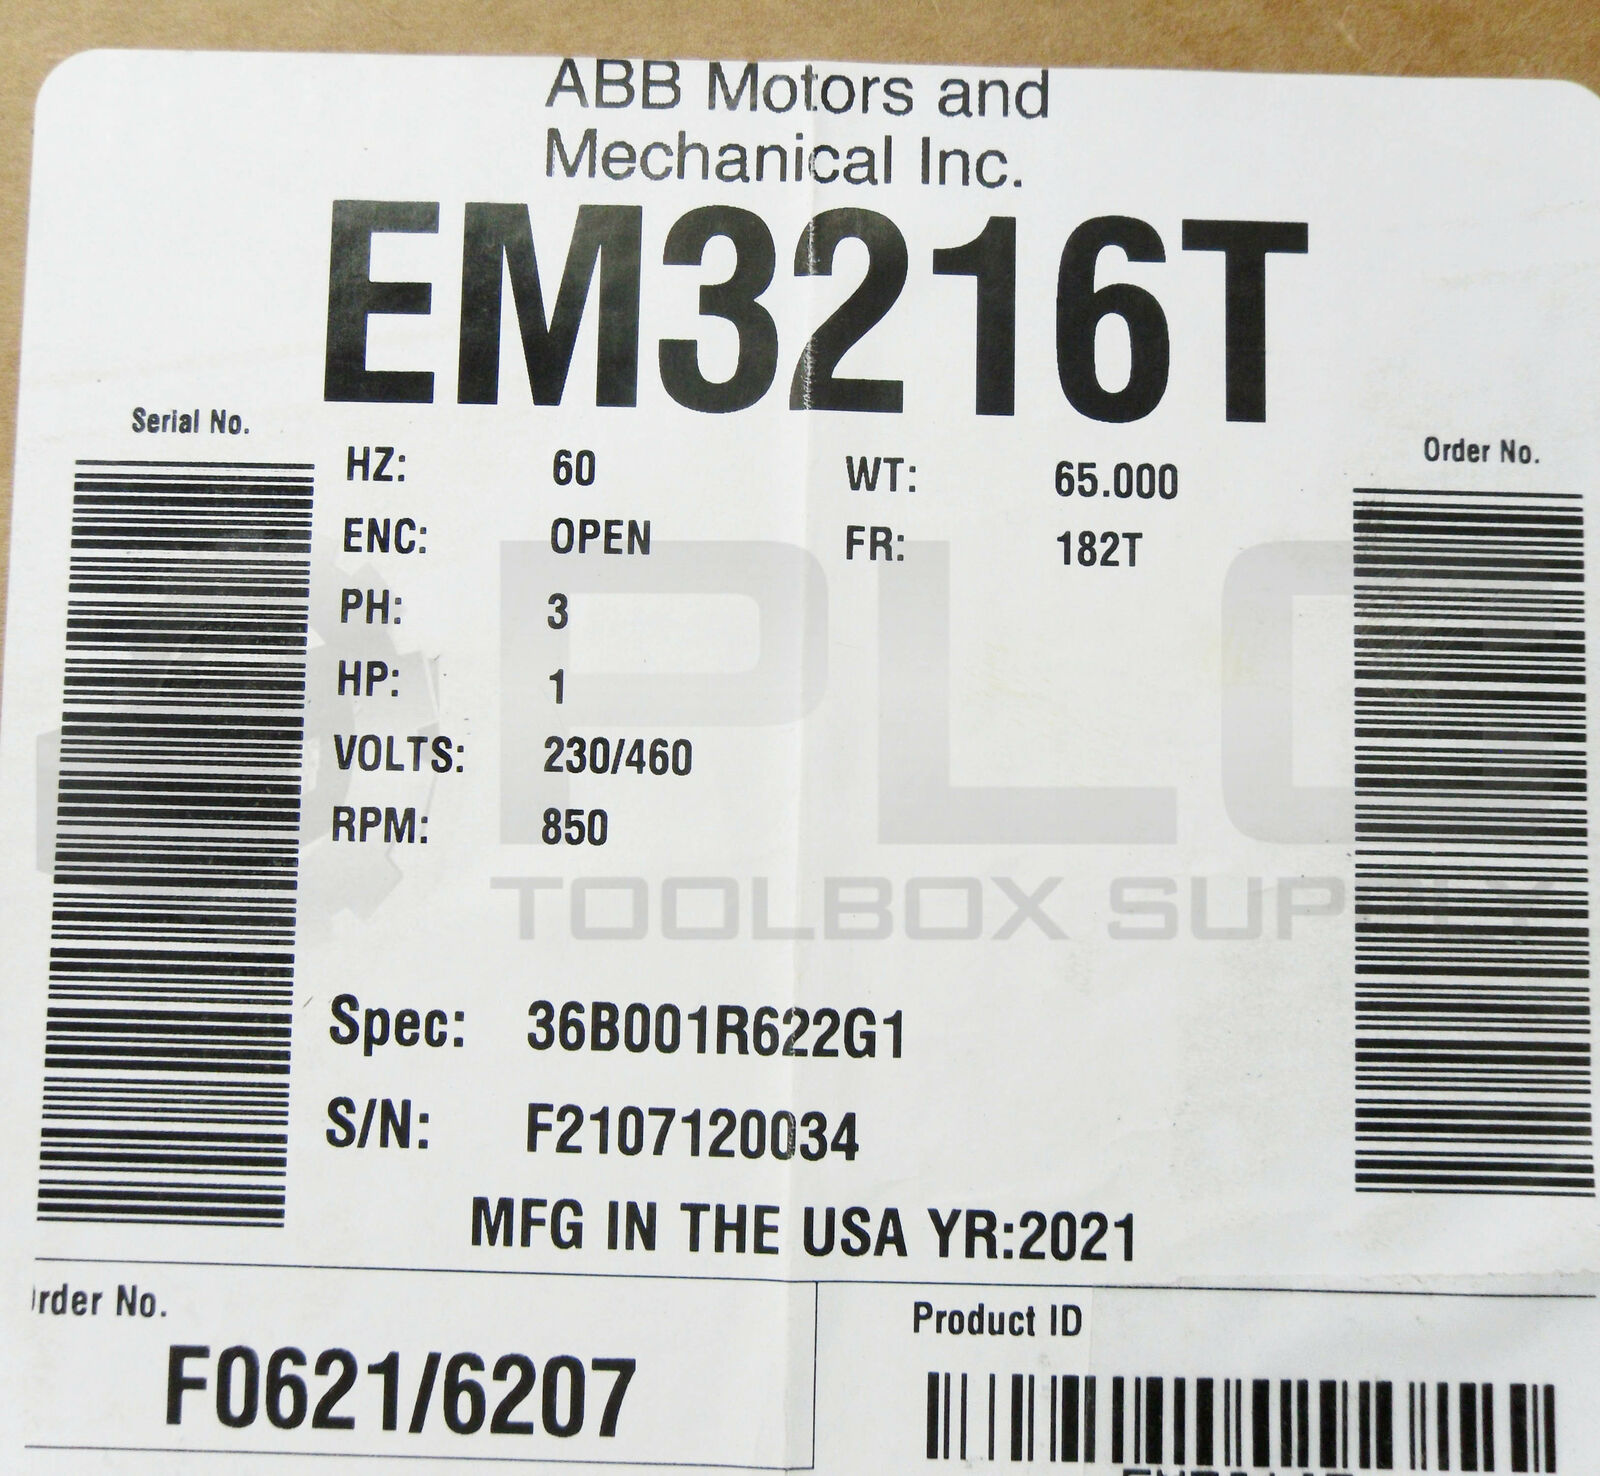 ABB Motors and
Mechanical Inc.
EM3216T
Serial No.
Order No.
HZ: 60 WT: 65.000
ENC: OPEN FR: 182T
PH: 3
HP: 1
VOLTS: 230/460
RPM: 850
PLC
TOOLBOX SUPPLY
Spec: 36B001R622G1
S/N: F2107120034
MFG IN THE USA YR:2021
rder No.
Product ID
F0621/6207